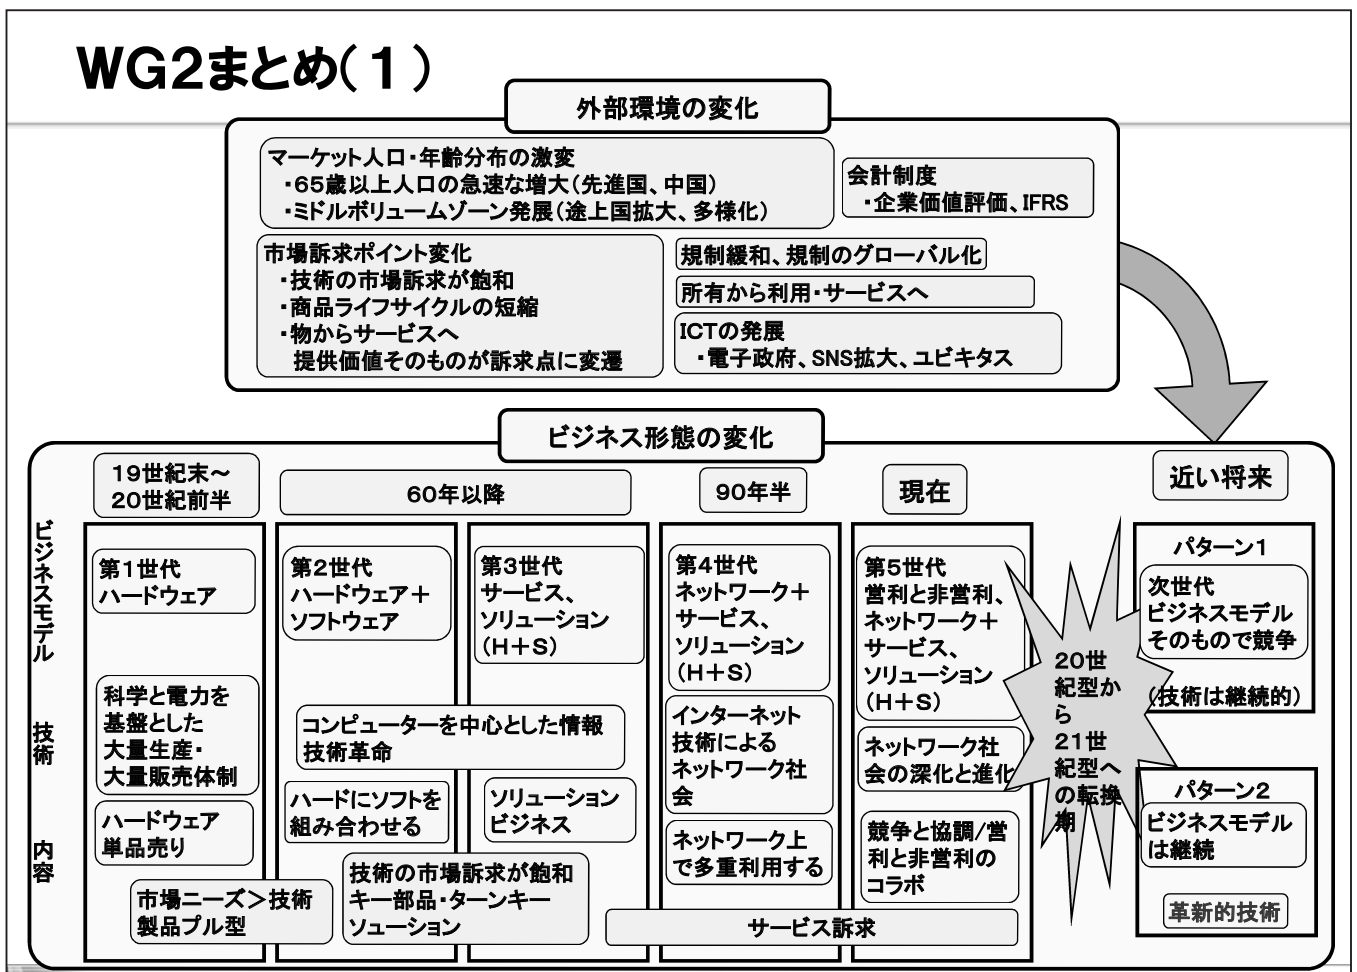 WG2まとめ(1)
外部環境の変化
マーケット人口・年齢分布の激変
・65歳以上人口の急速な増大(先進国、中国)
・ミドルボリュームゾーン発展(途上国拡大、多様化)
会計制度
・企業価値評価、IFRS
市場訴求ポイント変化
・技術の市場訴求が飽和
・商品ライフサイクルの短縮
・物からサービスへ
提供価値そのものが訴求点に変遷
規制緩和、規制のグローバル化
所有から利用・サービスへ
ICTの発展
・電子政府、SNS拡大、ユビキタス
ビジネス形態の変化
19世紀末~
20世紀前半
60年以降
90年半
現在
近い将来
ビジネスモデル
技術
内容
第1世代
ハードウェア
科学と電力を
基盤とした
大量生産・
大量販売体制
ハードウェア
単品売り
市場ニーズ>技術
製品プル型
第2世代
ハードウェア+
ソフトウェア
第3世代
サービス、
ソリューション
(H+S)
コンピューターを中心とした情報
技術革命
ハードにソフトを
組み合わせる
ソリューション
ビジネス
技術の市場訴求が飽和
キー部品・ターンキー
ソューション
第4世代
ネットワーク+
サービス、
ソリューション
(H+S)
インターネット
技術による
ネットワーク社
会
ネットワーク上
で多重利用する
第5世代
営利と非営利、
ネットワーク+
サービス、
ソリューション
(H+S)
ネットワーク社
会の深化と進化
競争と協調/営
利と非営利の
コラボ
サービス訴求
20世
紀型か
ら
21世
紀型へ
の転換
期
パターン1
次世代
ビジネスモデル
そのもので競争
(技術は継続的)
パターン2
ビジネスモデル
は継続
革新的技術